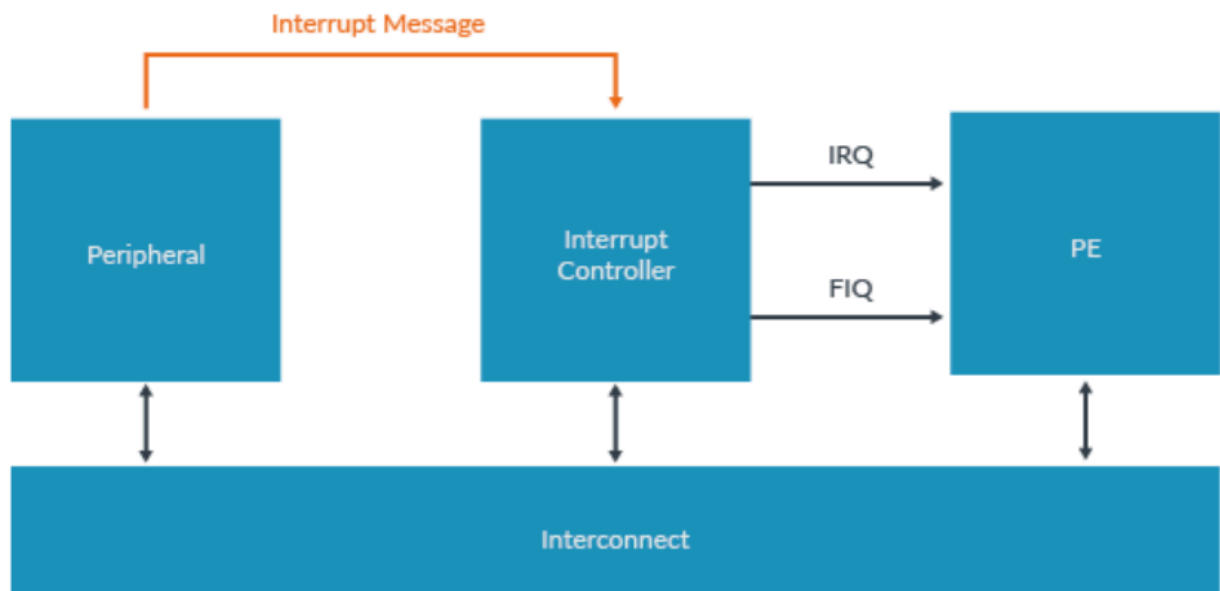 Interrupt Message
IRQ
Peripheral
Interrupt
Controller
PE
FIQ
Interconnect